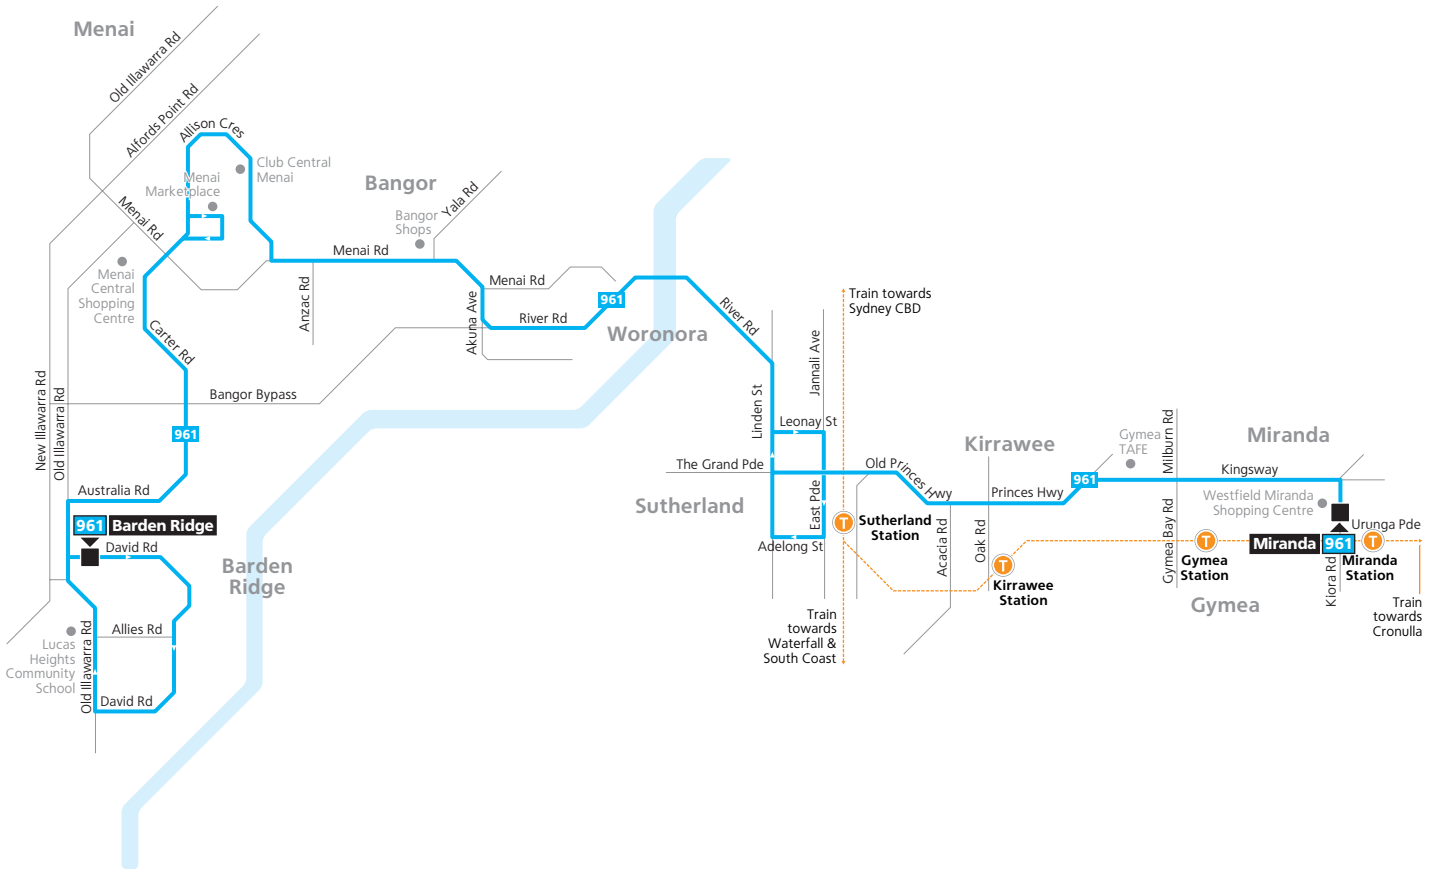 Menai
Old Illawarra Rd
Alfords Point Rd
Allison Cres
Club Central
Menai
Menai
Marketplace
Menai Rd
Bangor
Yala Rd
Bangor
Shops
Menai Rd
Menai
Central
Shopping
Centre
Anzac Rd
Menai Rd
Akuna Ave
River Rd
961
Woronora
River Rd
Carter Rd
New Illawarra Rd
Old Illawarra Rd
Bangor Bypass
961
Australia Rd
961
Barden Ridge
David Rd
Barden
Ridge
Allies Rd
Lucas
Heights
Community
School
Old Illawarra Rd
David Rd
Train towards
Sydney CBD
Jannali Ave
Linden St
Leonay St
The Grand Pde
Sutherland
East Pde
Adelong St
Old Princes Hwy
Sutherland
Station
T
Train
towards
Waterfall &
South Coast
Kirrawee
Princes Hwy
Acacia Rd
Oak Rd
T
Kirrawee
Station
961
Gymea
TAFE
Milburn Rd
Miranda
Kingsway
Westfield Miranda
Shopping Centre
Urunga Pde
Gymea Bay Rd
T
Gymea
Station
Miranda
961
T
Miranda
Station
Kiora Rd
Gymea
Train
towards
Cronulla